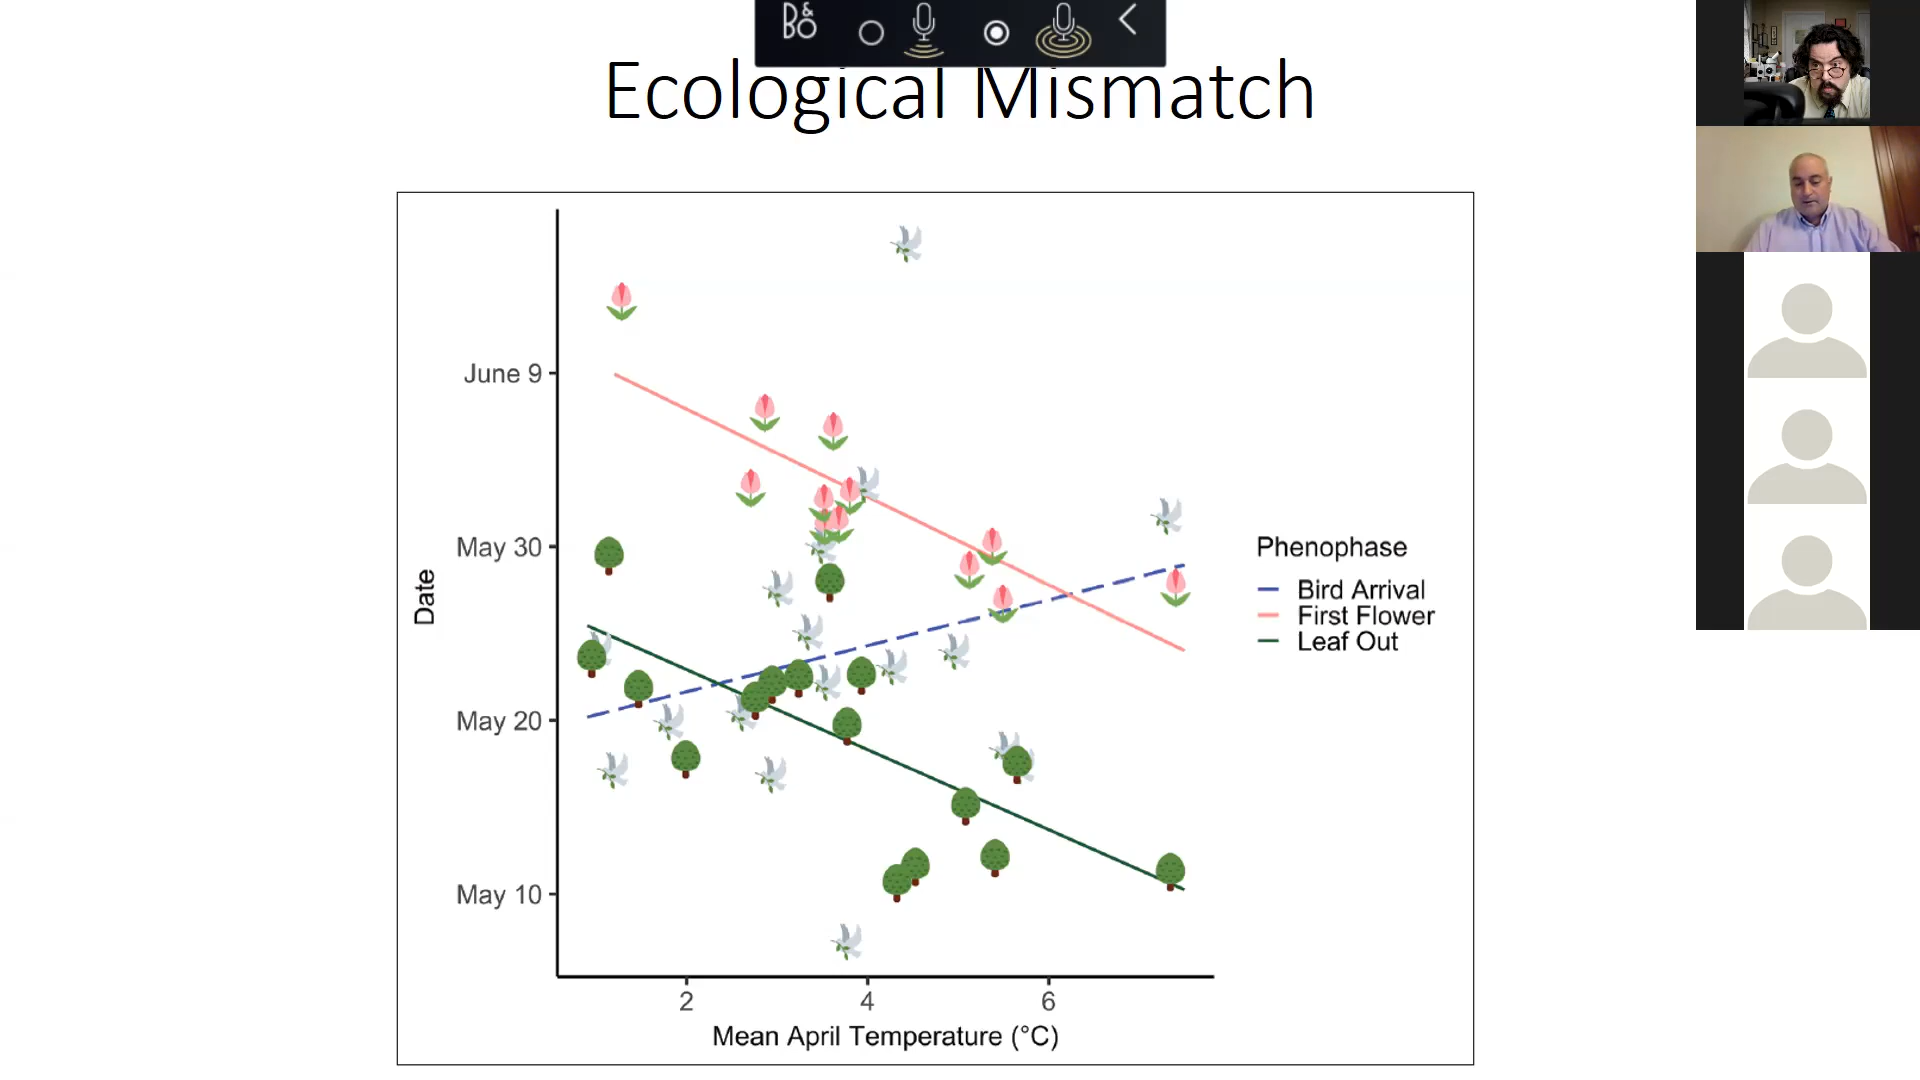 B&O
Ecological Mismatch
June 9
May 30
May 20
May 10
Date
2 4 6
Mean April Temperature (°C)
Phenophase
Bird Arrival
First Flower
Leaf Out